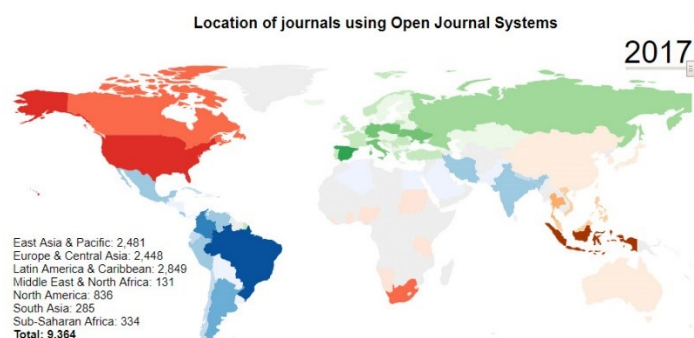 Location of journals using Open Journal Systems
2017
East Asia & Pacific: 2,481
Europe & Central Asia: 2,448
Latin America & Caribbean: 2,849
Middle East & North Africa: 131
North America: 836
South Asia: 285
Sub-Saharan Africa: 334
Total: 9,364